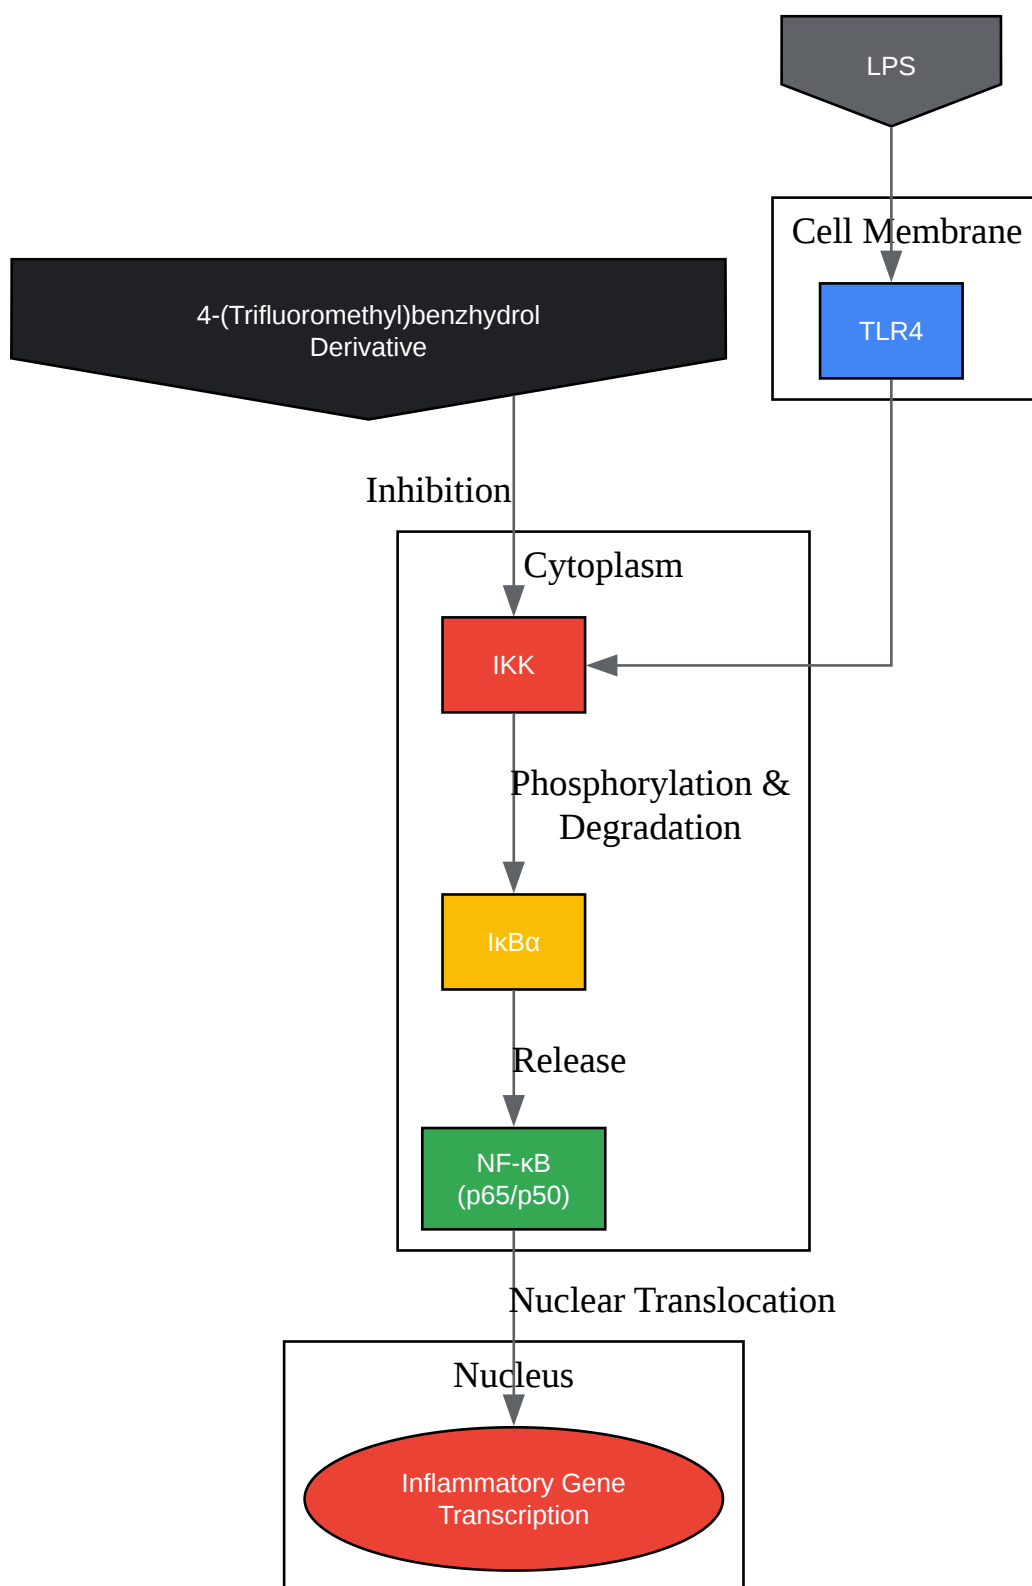 LPS
Cell Membrane
TLR4
4-(Trifluoromethyl)benzhydrol
Derivative
Inhibition
Cytoplasm
IKK
Phosphorylation &
Degradation
IκBα
Release
NF-κB
(p65/p50)
Nuclear Translocation
Nucleus
Inflammatory Gene
Transcription